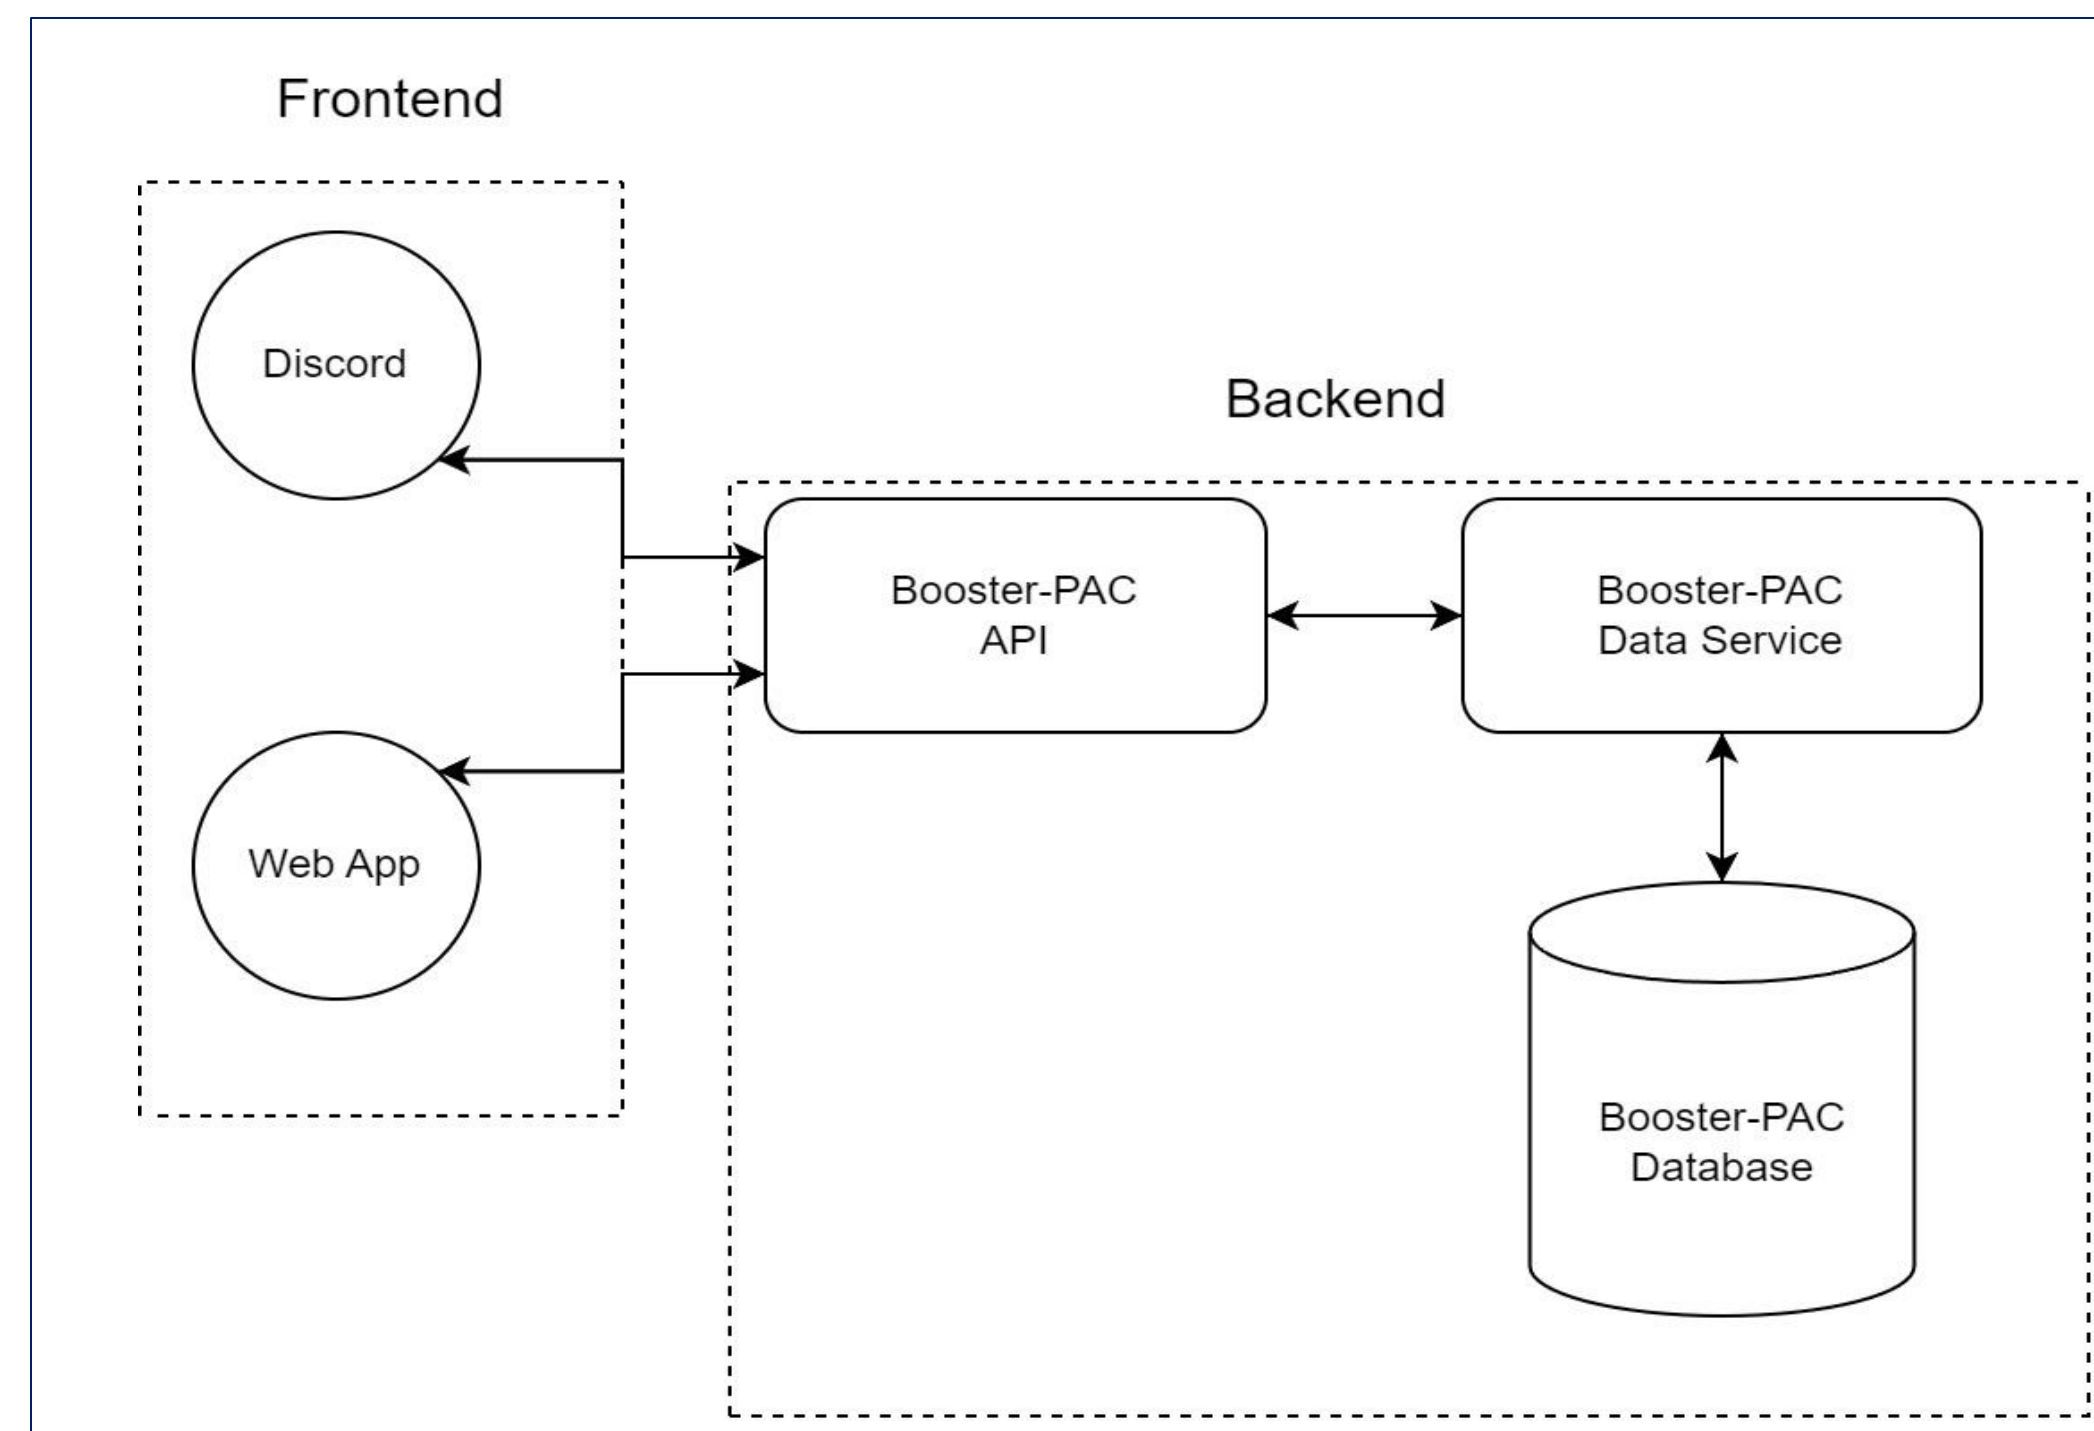 Frontend
Discord
Backend
Booster-PAC
API
Booster-PAC
Data Service
Web App
Booster-PAC
Database